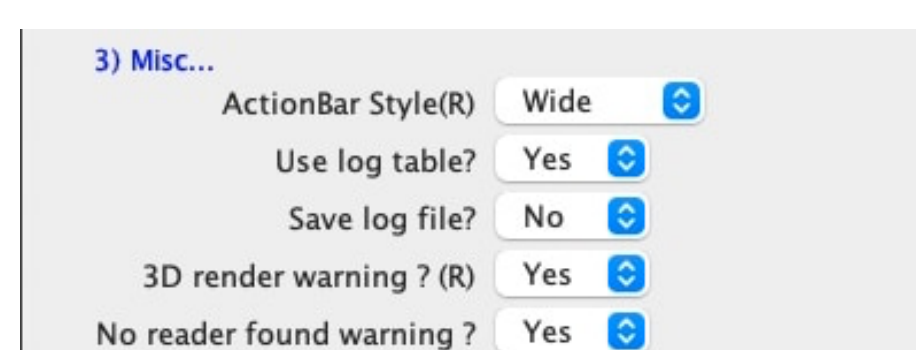 3) Misc...
ActionBar Style(R) Wide
Use log table? Yes
Save log file? No
3D render warning ? (R) Yes
No reader found warning ? Yes